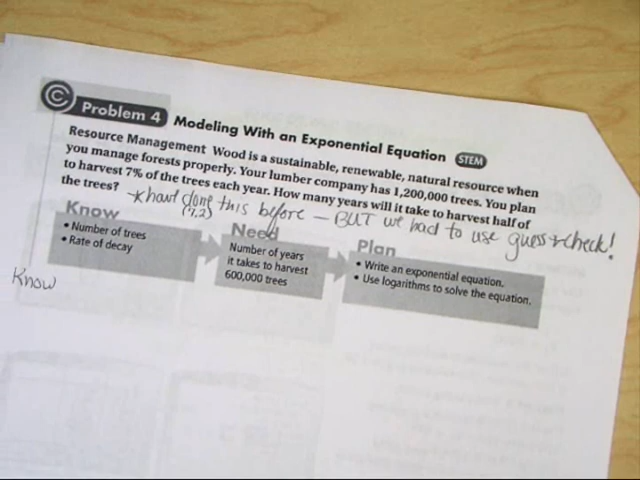 © Problem 4 Modeling With an Exponential Equation STEM
Resource Management Wood is a sustainable, renewable, natural resource when
you manage forests properly. Your lumber company has 1,200,000 trees. You plan
to harvest 7% of the trees each year. How many years will it take to harvest half of
the trees?
done this before — BUT we had to use guess & check!
(7.2)
Know
• Number of trees
• Rate of decay
Need
Number of years
it takes to harvest
600,000 trees
Plan
• Write an exponential equation.
• Use logarithms to solve the equation.
Know